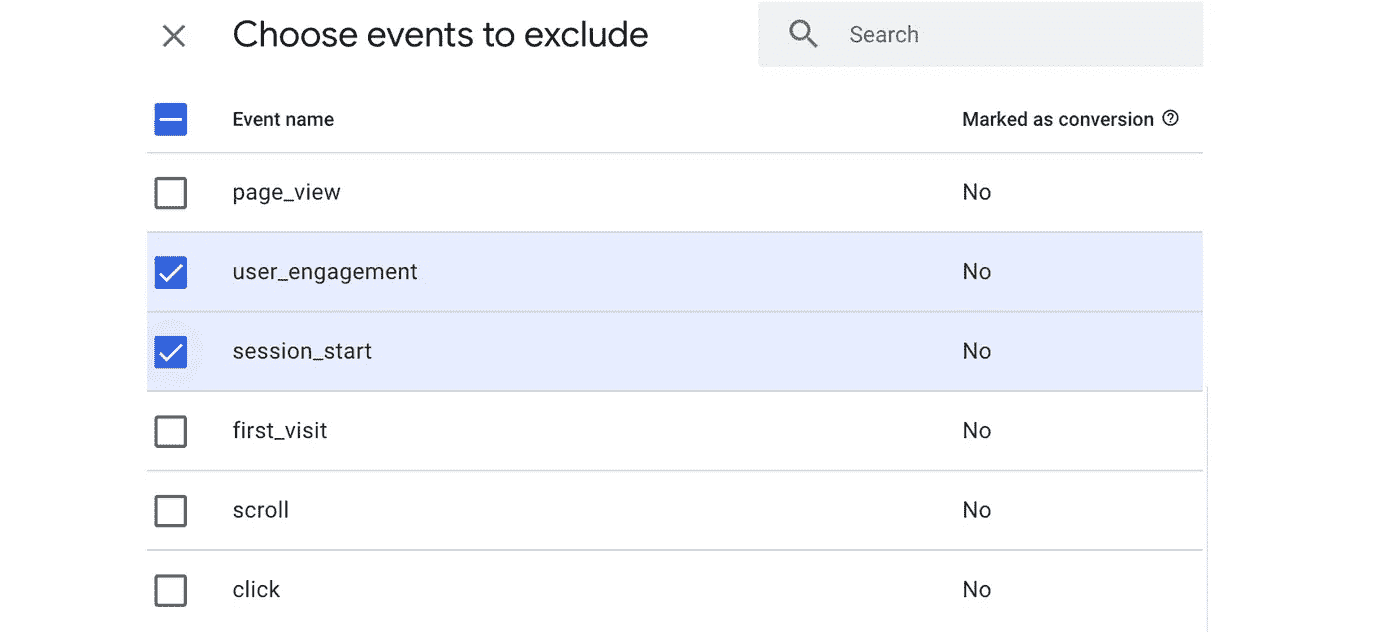 Choose events to exclude
Search
Event name
Marked as conversion
page_view No
user_engagement No
session_start No
first_visit No
scroll No
click No